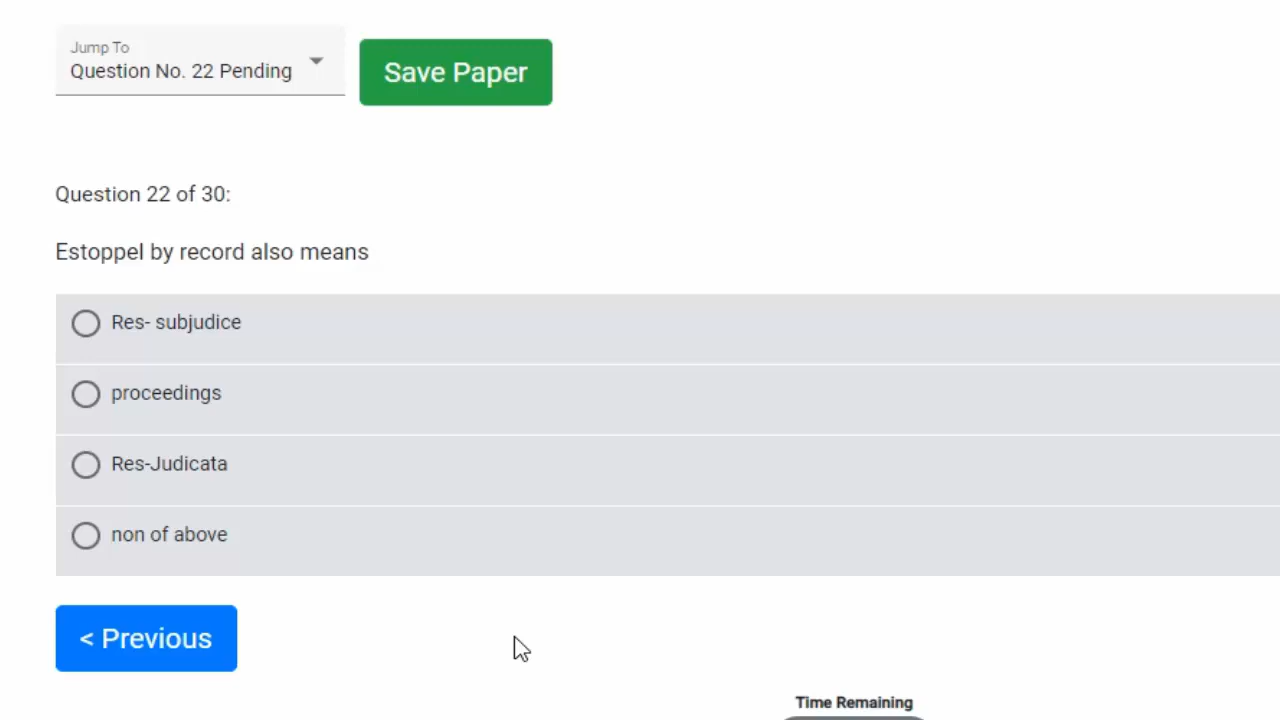 Jump To
Question No. 22 Pending
Save Paper
Question 22 of 30:
Estoppel by record also means
Res- subjudice
proceedings
Res-Judicata
non of above
< Previous
Time Remaining